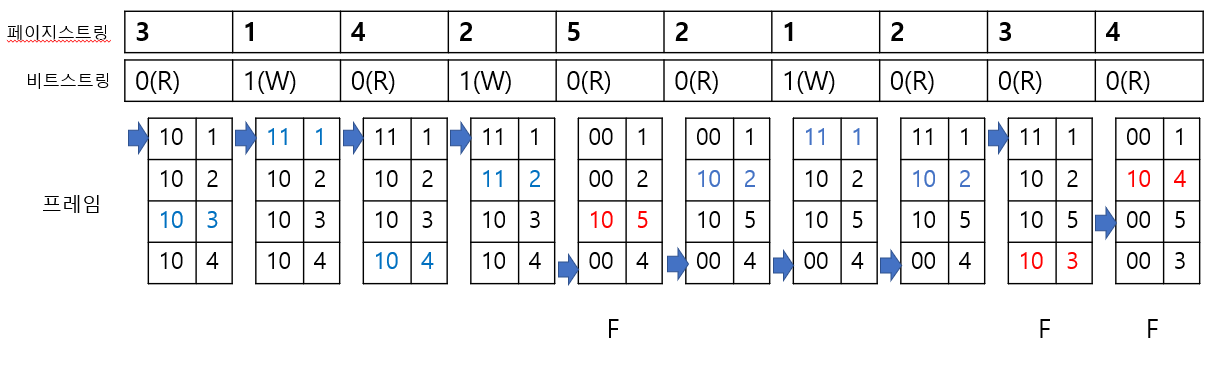 페이지스트링 3 1 4 2 5 2 1 2 3 4
비트스트링 0(R) 1(W) 0(R) 1(W) 0(R) 0(R) 1(W) 0(R) 0(R) 0(R)
10 1 11 1 11 1 11 1 00 1 00 1 11 1 11 1 11 1 00 1
10 2 10 2 10 2 11 2 00 2 10 2 10 2 10 2 10 2 10 4
프레임
10 3 10 3 10 3 10 3 10 5 10 5 10 5 10 5 10 5 00 5
10 4 10 4 10 4 10 4 00 4 00 4 00 4 00 4 10 3 00 3
F F F